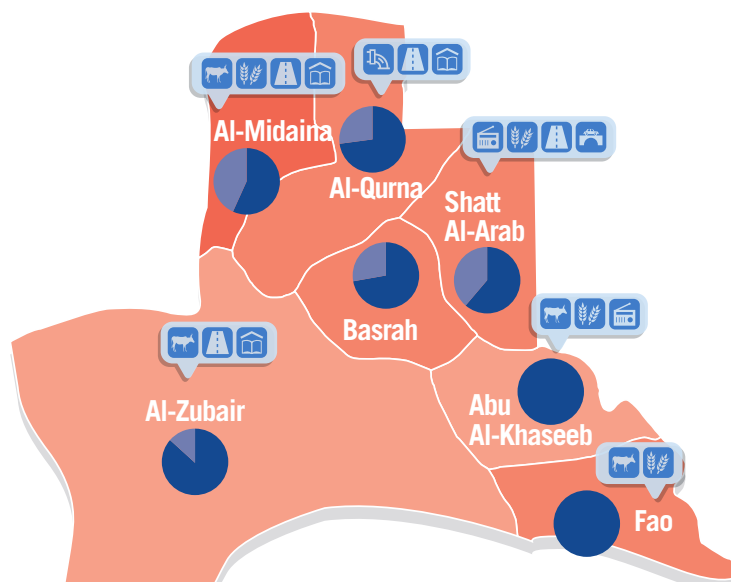 Al-Midaina
Al-Qurna
Shatt
Al-Arab
Basrah
Al-Zubair
Abu
Al-Khaseeb
Fao